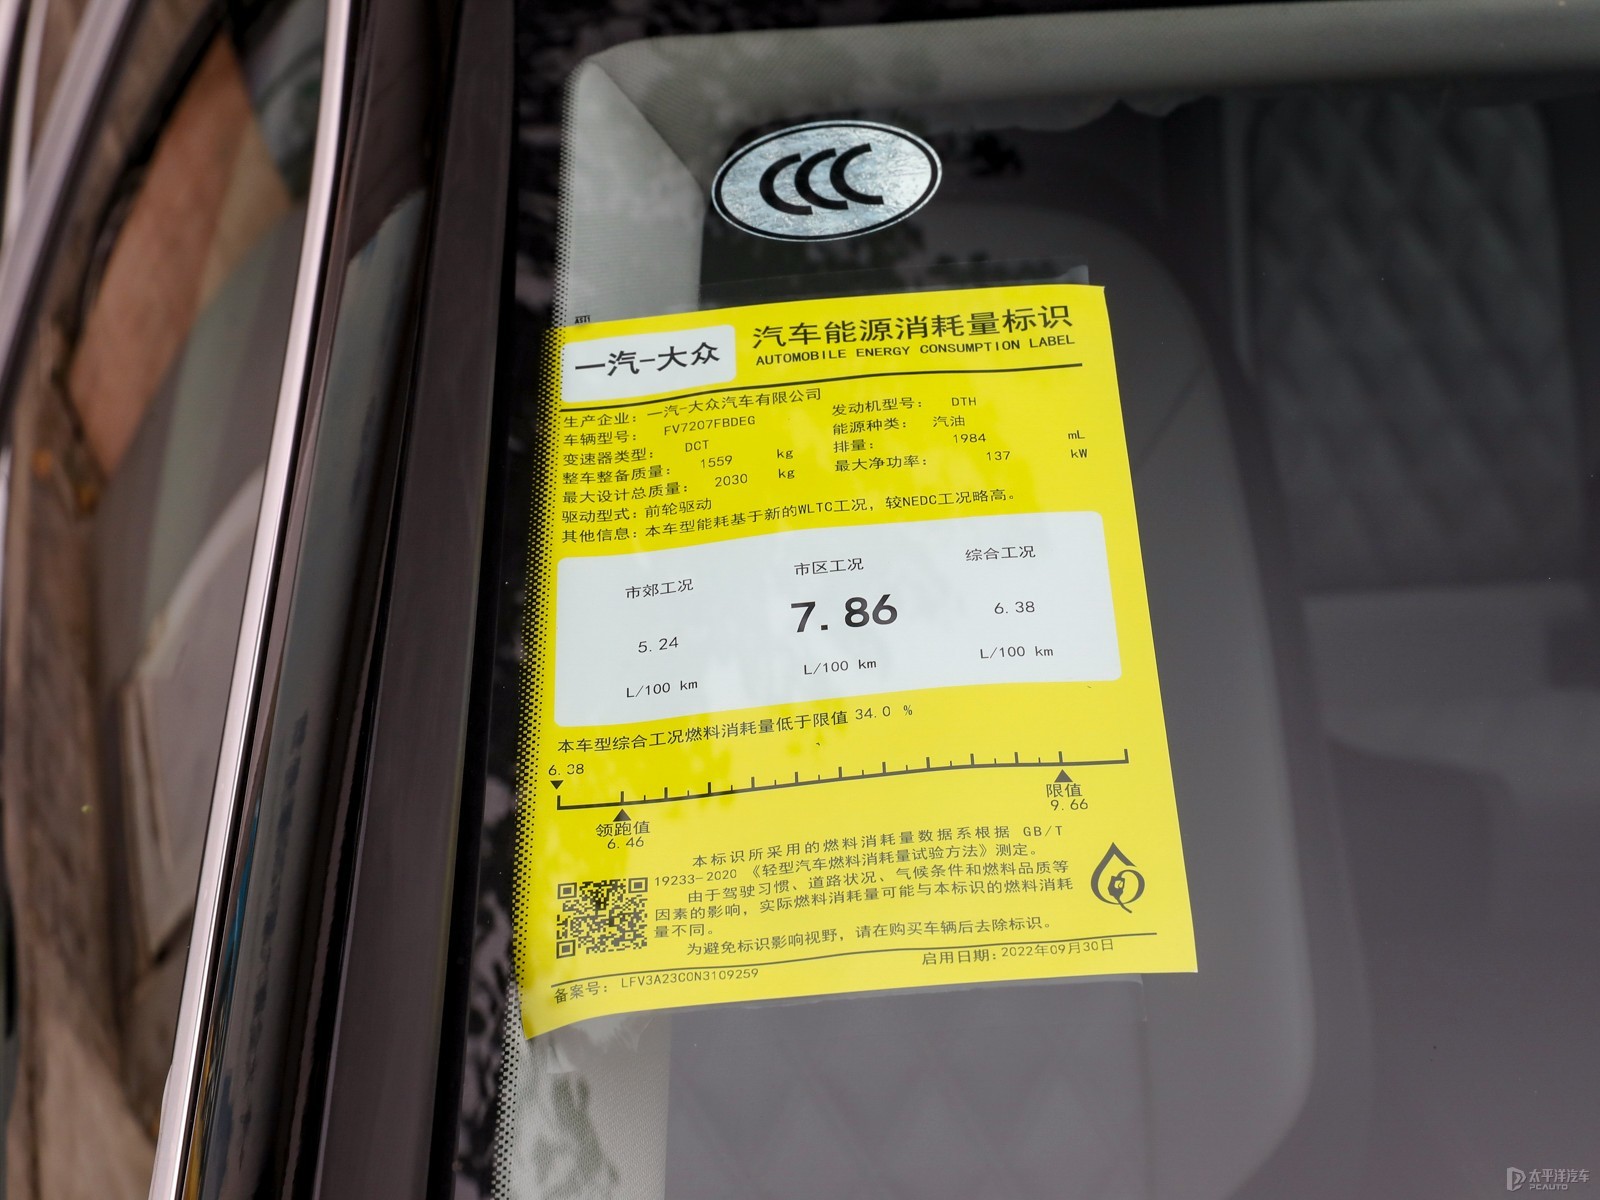 CCC
一汽-大众
汽车能源消耗量标识
AUTOMOBILE ENERGY CONSUMPTION LABEL
生产企业: 一汽-大众汽车有限公司
车辆型号: FV7207FBDEG
变速器类型: DCT
整车整备质量: 1559 kg
最大设计总质量: 2030 kg
驱动型式: 前轮驱动
其他信息: 本车型能耗基于新的WLTC工况, 较NEDC工况略高。
发动机型号: DTH
能源种类: 汽油
排量: 1984 mL
最大净功率: 137 kW
市郊工况
5.24
L/100 km
市区工况
7.86
L/100 km
综合工况
6.38
L/100 km
本车型综合工况燃料消耗量低于限值 34.0 %
6.38
领跑值
6.46
限值
9.66
本标识所采用的燃料消耗量数据系根据 GB/T
19233-2020 《轻型汽车燃料消耗量试验方法》测定。
由于驾驶习惯、道路状况、气候条件和燃料品质等
因素的影响, 实际燃料消耗量可能与本标识的燃料消耗
量不同。
为避免标识影响视野, 请在购买车辆后去除标识。
备案号: LFV3A23C0N3109259
启用日期: 2022年09月30日
太平洋汽车
PCAUTO